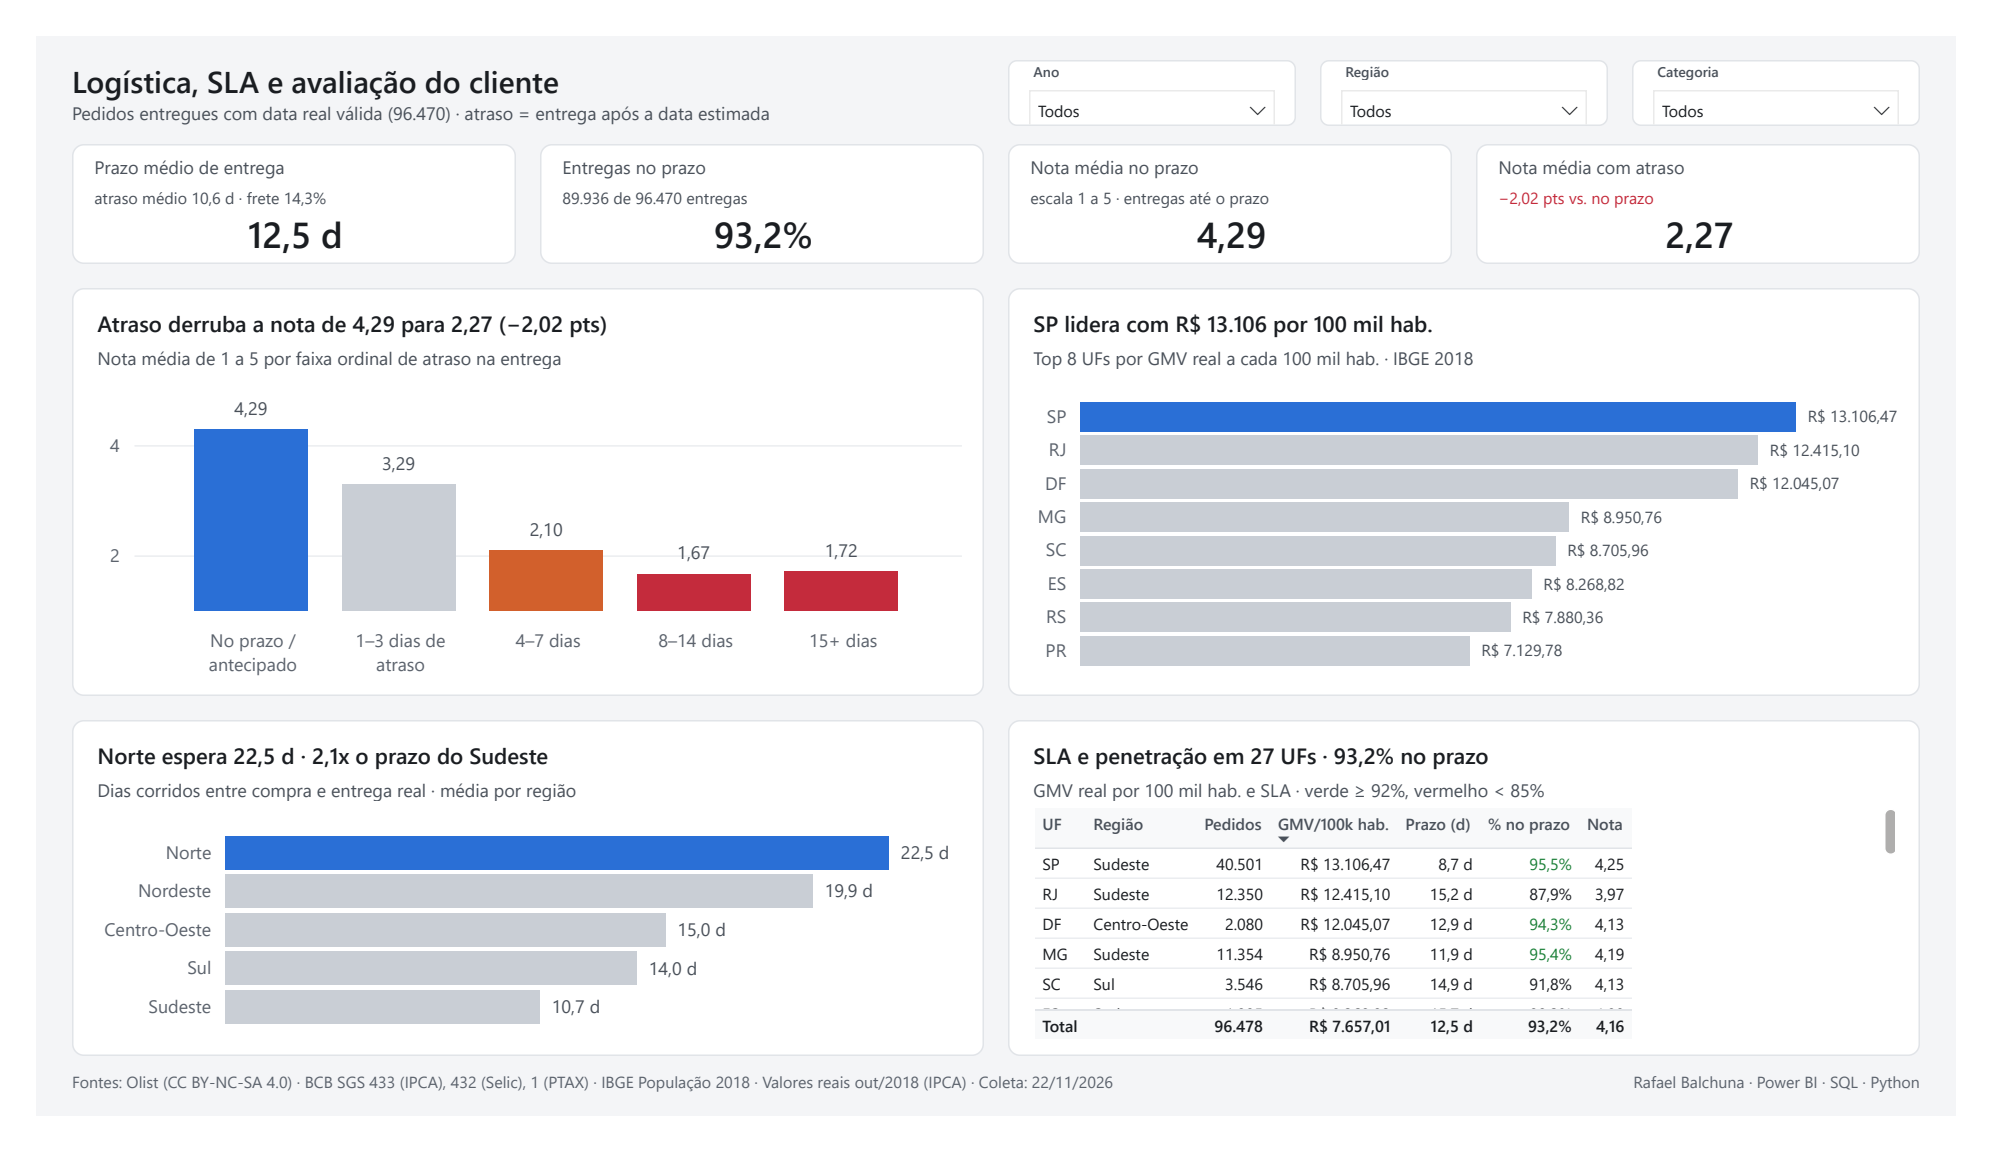 Logística, SLA e avaliação do cliente
Pedidos entregues com data real válida (96.470) · atraso = entrega após a data estimada
Ano
Todos
Região
Todos
Categoria
Todos
Prazo médio de entrega
atraso médio 10,6 d · frete 14,3%
12,5 d
Entregas no prazo
89.936 de 96.470 entregas
93,2%
Nota média no prazo
escala 1 a 5 · entregas até o prazo
4,29
Nota média com atraso
−2,02 pts vs. no prazo
2,27
Atraso derruba a nota de 4,29 para 2,27 (−2,02 pts)
Nota média de 1 a 5 por faixa ordinal de atraso na entrega
4
2
4,29
3,29
2,10
1,67
1,72
No prazo / antecipado
1–3 dias de atraso
4–7 dias
8–14 dias
15+ dias
SP lidera com R$ 13.106 por 100 mil hab.
Top 8 UFs por GMV real a cada 100 mil hab. · IBGE 2018
SP R$ 13.106,47
RJ R$ 12.415,10
DF R$ 12.045,07
MG R$ 8.950,76
SC R$ 8.705,96
ES R$ 8.268,82
RS R$ 7.880,36
PR R$ 7.129,78
Norte espera 22,5 d · 2,1x o prazo do Sudeste
Dias corridos entre compra e entrega real · média por região
Norte 22,5 d
Nordeste 19,9 d
Centro-Oeste 15,0 d
Sul 14,0 d
Sudeste 10,7 d
SLA e penetração em 27 UFs · 93,2% no prazo
GMV real por 100 mil hab. e SLA · verde ≥ 92%, vermelho < 85%
UF Região Pedidos GMV/100k hab. Prazo (d) % no prazo Nota
SP Sudeste 40.501 R$ 13.106,47 8,7 d 95,5% 4,25
RJ Sudeste 12.350 R$ 12.415,10 15,2 d 87,9% 3,97
DF Centro-Oeste 2.080 R$ 12.045,07 12,9 d 94,3% 4,13
MG Sudeste 11.354 R$ 8.950,76 11,9 d 95,4% 4,19
SC Sul 3.546 R$ 8.705,96 14,9 d 91,8% 4,13
Total 96.478 R$ 7.657,01 12,5 d 93,2% 4,16
Fontes: Olist (CC BY-NC-SA 4.0) · BCB SGS 433 (IPCA), 432 (Selic), 1 (PTAX) · IBGE População 2018 · Valores reais out/2018 (IPCA) · Coleta: 22/11/2026
Rafael Balchuna · Power BI · SQL · Python